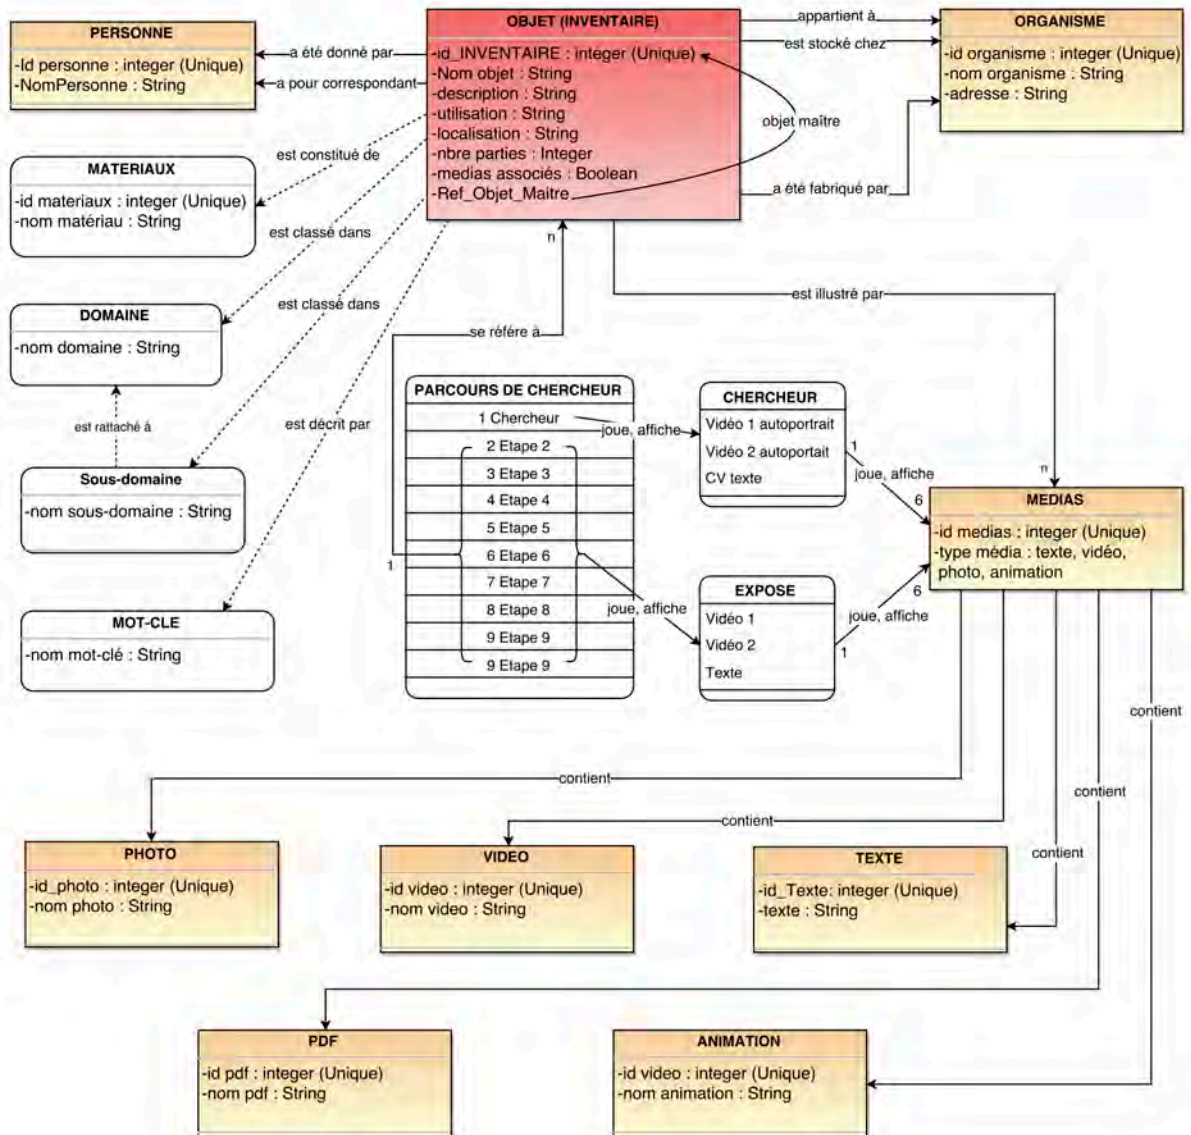 PERSONNE
-Id personne : integer (Unique)
-NomPersonne : String
a été donné par
a pour correspondant
OBJET (INVENTAIRE)
-id_INVENTAIRE : integer (Unique)
-Nom objet : String
-description : String
-utilisation : String
-localisation : String
-nbre parties : Integer
-medias associés : Boolean
-Ref_Objet_Maitre
objet maître
appartient à
est stocké chez
a été fabriqué par
ORGANISME
-id organisme : integer (Unique)
-nom organisme : String
-adresse : String
MATERIAUX
-id materiaux : integer (Unique)
-nom matériau : String
est constitué de
est classé dans
DOMAINE
-nom domaine : String
est classé dans
est rattaché à
est décrit par
Sous-domaine
-nom sous-domaine : String
MOT-CLE
-nom mot-clé : String
n
se référe à
1
est illustré par
n
PARCOURS DE CHERCHEUR
1 Chercheur
2 Etape 2
3 Etape 3
4 Etape 4
5 Etape 5
6 Etape 6
7 Etape 7
8 Etape 8
9 Etape 9
9 Etape 9
joue, affiche
joue, affiche
CHERCHEUR
Vidéo 1 autoportrait
Vidéo 2 autoportait
CV texte
1
joue, affiche
6
EXPOSE
Vidéo 1
Vidéo 2
Texte
1
joue, affiche
6
MEDIAS
-id medias : integer (Unique)
-type média : texte, vidéo,
photo, animation
contient
contient
contient
contient
contient
PHOTO
-id_photo : integer (Unique)
-nom photo : String
VIDEO
-id video : integer (Unique)
-nom video : String
TEXTE
-id_Texte: integer (Unique)
-texte : String
PDF
-id pdf : integer (Unique)
-nom pdf : String
ANIMATION
-id video : integer (Unique)
-nom animation : String